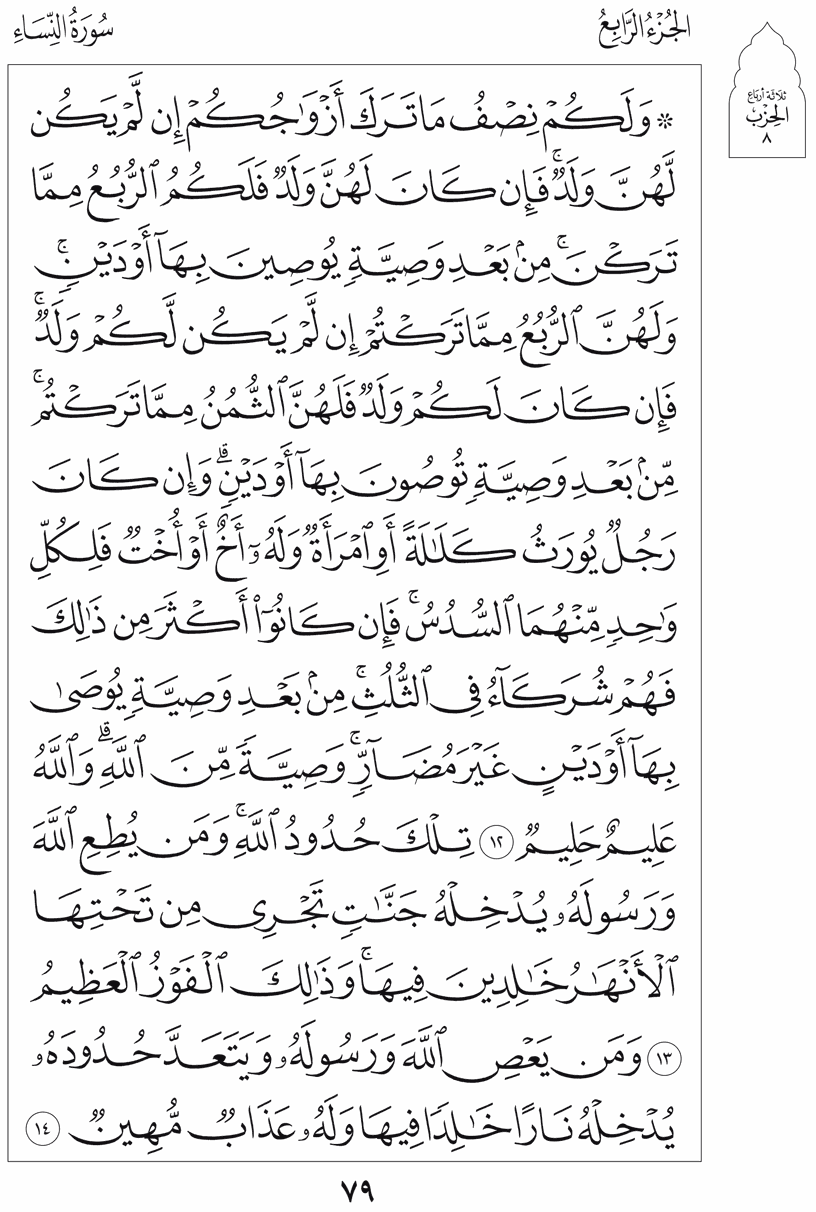 الجُزْءُ الرَّابِعُ
سُورَةُ النِّسَاءِ
ثلاثة أرباع
الحِزْب
٨
۞ وَلَكُمْ نِصْفُ مَا تَرَكَ أَزْوَٰجُكُمْ إِن لَّمْ يَكُن
لَّهُنَّ وَلَدٌۚ فَإِن كَانَ لَهُنَّ وَلَدٌ فَلَكُمُ ٱلرُّبُعُ مِمَّا
تَرَكْنَۚ مِنۢ بَعْدِ وَصِيَّةٍ يُوصِينَ بِهَآ أَوْ دَيْنٍۚ
وَلَهُنَّ ٱلرُّبُعُ مِمَّا تَرَكْتُمْ إِن لَّمْ يَكُن لَّكُمْ وَلَدٌۚ
فَإِن كَانَ لَكُمْ وَلَدٌ فَلَهُنَّ ٱلثُّمُنُ مِمَّا تَرَكْتُمۚ
مِّنۢ بَعْدِ وَصِيَّةٍ تُوصُونَ بِهَآ أَوْ دَيْنٍۗ وَإِن كَانَ
رَجُلٌ يُورَثُ كَلَٰلَةً أَوِ ٱمْرَأَةٌ وَلَهُۥٓ أَخٌ أَوْ أُخْتٌ فَلِكُلِّ
وَٰحِدٍ مِّنْهُمَا ٱلسُّدُسُۚ فَإِن كَانُوٓا۟ أَكْثَرَ مِن ذَٰلِكَ
فَهُمْ شُرَكَآءُ فِى ٱلثُّلُثِۚ مِنۢ بَعْدِ وَصِيَّةٍ يُوصَىٰ
بِهَآ أَوْ دَيْنٍ غَيْرَ مُضَآرٍّۚ وَصِيَّةً مِّنَ ٱللَّهِۗ وَٱللَّهُ
عَلِيمٌ حَلِيمٌ ١٢ تِلْكَ حُدُودُ ٱللَّهِۚ وَمَن يُطِعِ ٱللَّهَ
وَرَسُولَهُۥ يُدْخِلْهُ جَنَّٰتٍ تَجْرِى مِن تَحْتِهَا
ٱلْأَنْهَٰرُ خَٰلِدِينَ فِيهَاۚ وَذَٰلِكَ ٱلْفَوْزُ ٱلْعَظِيمُ
١٣ وَمَن يَعْصِ ٱللَّهَ وَرَسُولَهُۥ وَيَتَعَدَّ حُدُودَهُۥ
يُدْخِلْهُ نَارًا خَٰلِدًا فِيهَا وَلَهُۥ عَذَابٌ مُّهِينٌ ١٤
٧٩